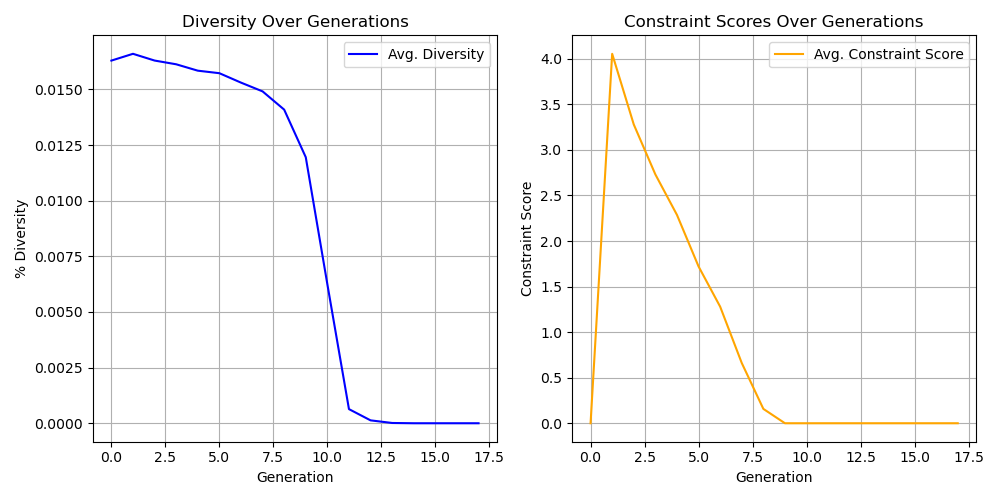 Diversity Over Generations
Avg. Diversity
% Diversity
0.0150
0.0125
0.0100
0.0075
0.0050
0.0025
0.0000
0.0 2.5 5.0 7.5 10.0 12.5 15.0 17.5
Generation
Constraint Scores Over Generations
Avg. Constraint Score
Constraint Score
4.0
3.5
3.0
2.5
2.0
1.5
1.0
0.5
0.0
0.0 2.5 5.0 7.5 10.0 12.5 15.0 17.5
Generation